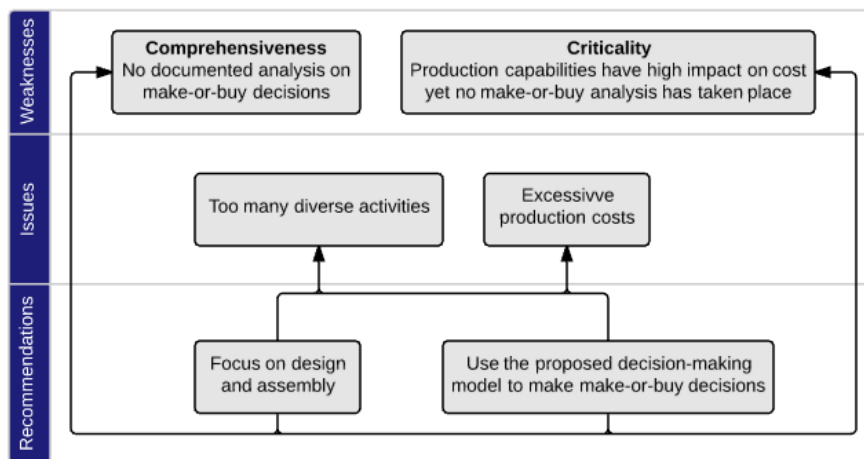 Weaknesses
Comprehensiveness
No documented analysis on
make-or-buy decisions
Criticality
Production capabilities have high impact on cost
yet no make-or-buy analysis has taken place
Issues
Too many diverse activities
Excessivve
production costs
Recommendations
Focus on design
and assembly
Use the proposed decision-making
model to make make-or-buy decisions